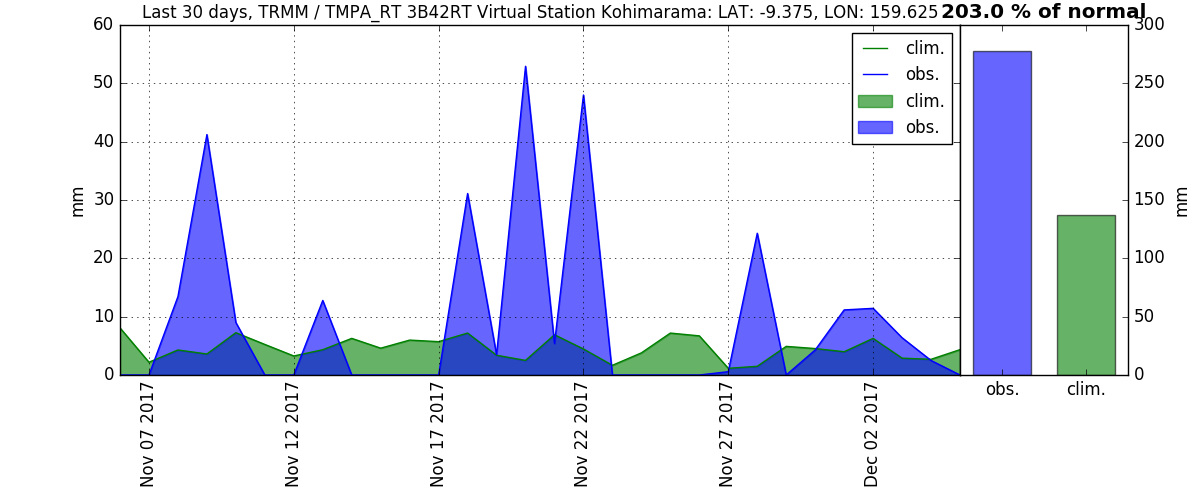 Last 30 days, TRMM / TMPA_RT 3B42RT Virtual Station Kohimarama: LAT: -9.375, LON: 159.625
203.0 % of normal
60
50
40
30
20
10
0
mm
clim.
obs.
clim.
obs.
Nov 07 2017
Nov 12 2017
Nov 17 2017
Nov 22 2017
Nov 27 2017
Dec 02 2017
300
250
200
150
100
50
0
mm
obs.
clim.